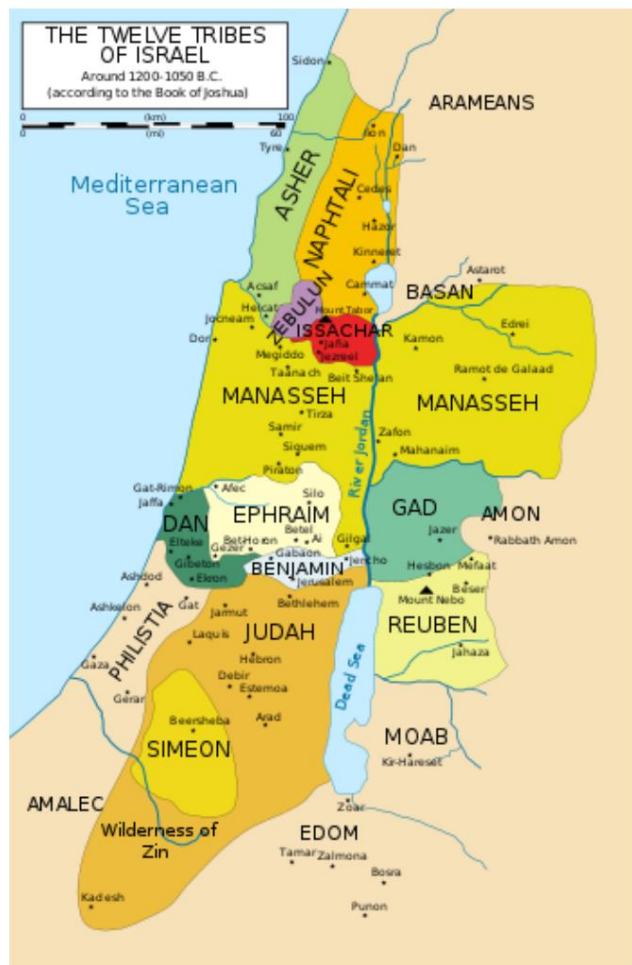 THE TWELVE TRIBES
OF ISRAEL
Around 1200-1050 B.C.
(according to the Book of Joshua)
0 (km) 100
0 (mi) 60
Sidon
ARAMEANS
Ijon
Dan
Tyre
Mediterranean
Sea
ASHER
NAPHTALI
Cedes
Hazor
Kinneret
Astarot
Cammat
BASAN
Acsaf
ZEBULUN
Helcat
Mount Tabor
Jocneam
ISSACHAR
Edrei
Dor
Jafia
Kamon
Megiddo
Jezreel
Taanach
Beit She'an
Ramot de Galaad
MANASSEH
MANASSEH
Tirza
River Jordan
Samir
Zafon
Siquem
Mahanaim
Piraton
Gat-Rimon
Afec
Jaffa
Silo
DAN
EPHRAIM
GAD
AMON
Elteke
Bet-Horon
Betel
Ai
Gilgal
Jazer
Rabbath Amon
Gibeton
Gezer
Gabaon
Jericho
BENJAMIN
Hesbon
Mefaat
Ashdod
Ekron
Jerusalem
Beser
Mount Nebo
Ashkelon
Gat
Jarmut
Bethlehem
PHILISTIA
Laquis
JUDAH
REUBEN
Gaza
Hebron
Dead Sea
Jahaza
Gerar
Debir
Estemoa
Beersheba
Arad
SIMEON
MOAB
Kir-Hareset
AMALEC
Zoar
Wilderness of
Zin
EDOM
Tamar
Zalmona
Bosra
Kadesh
Punon